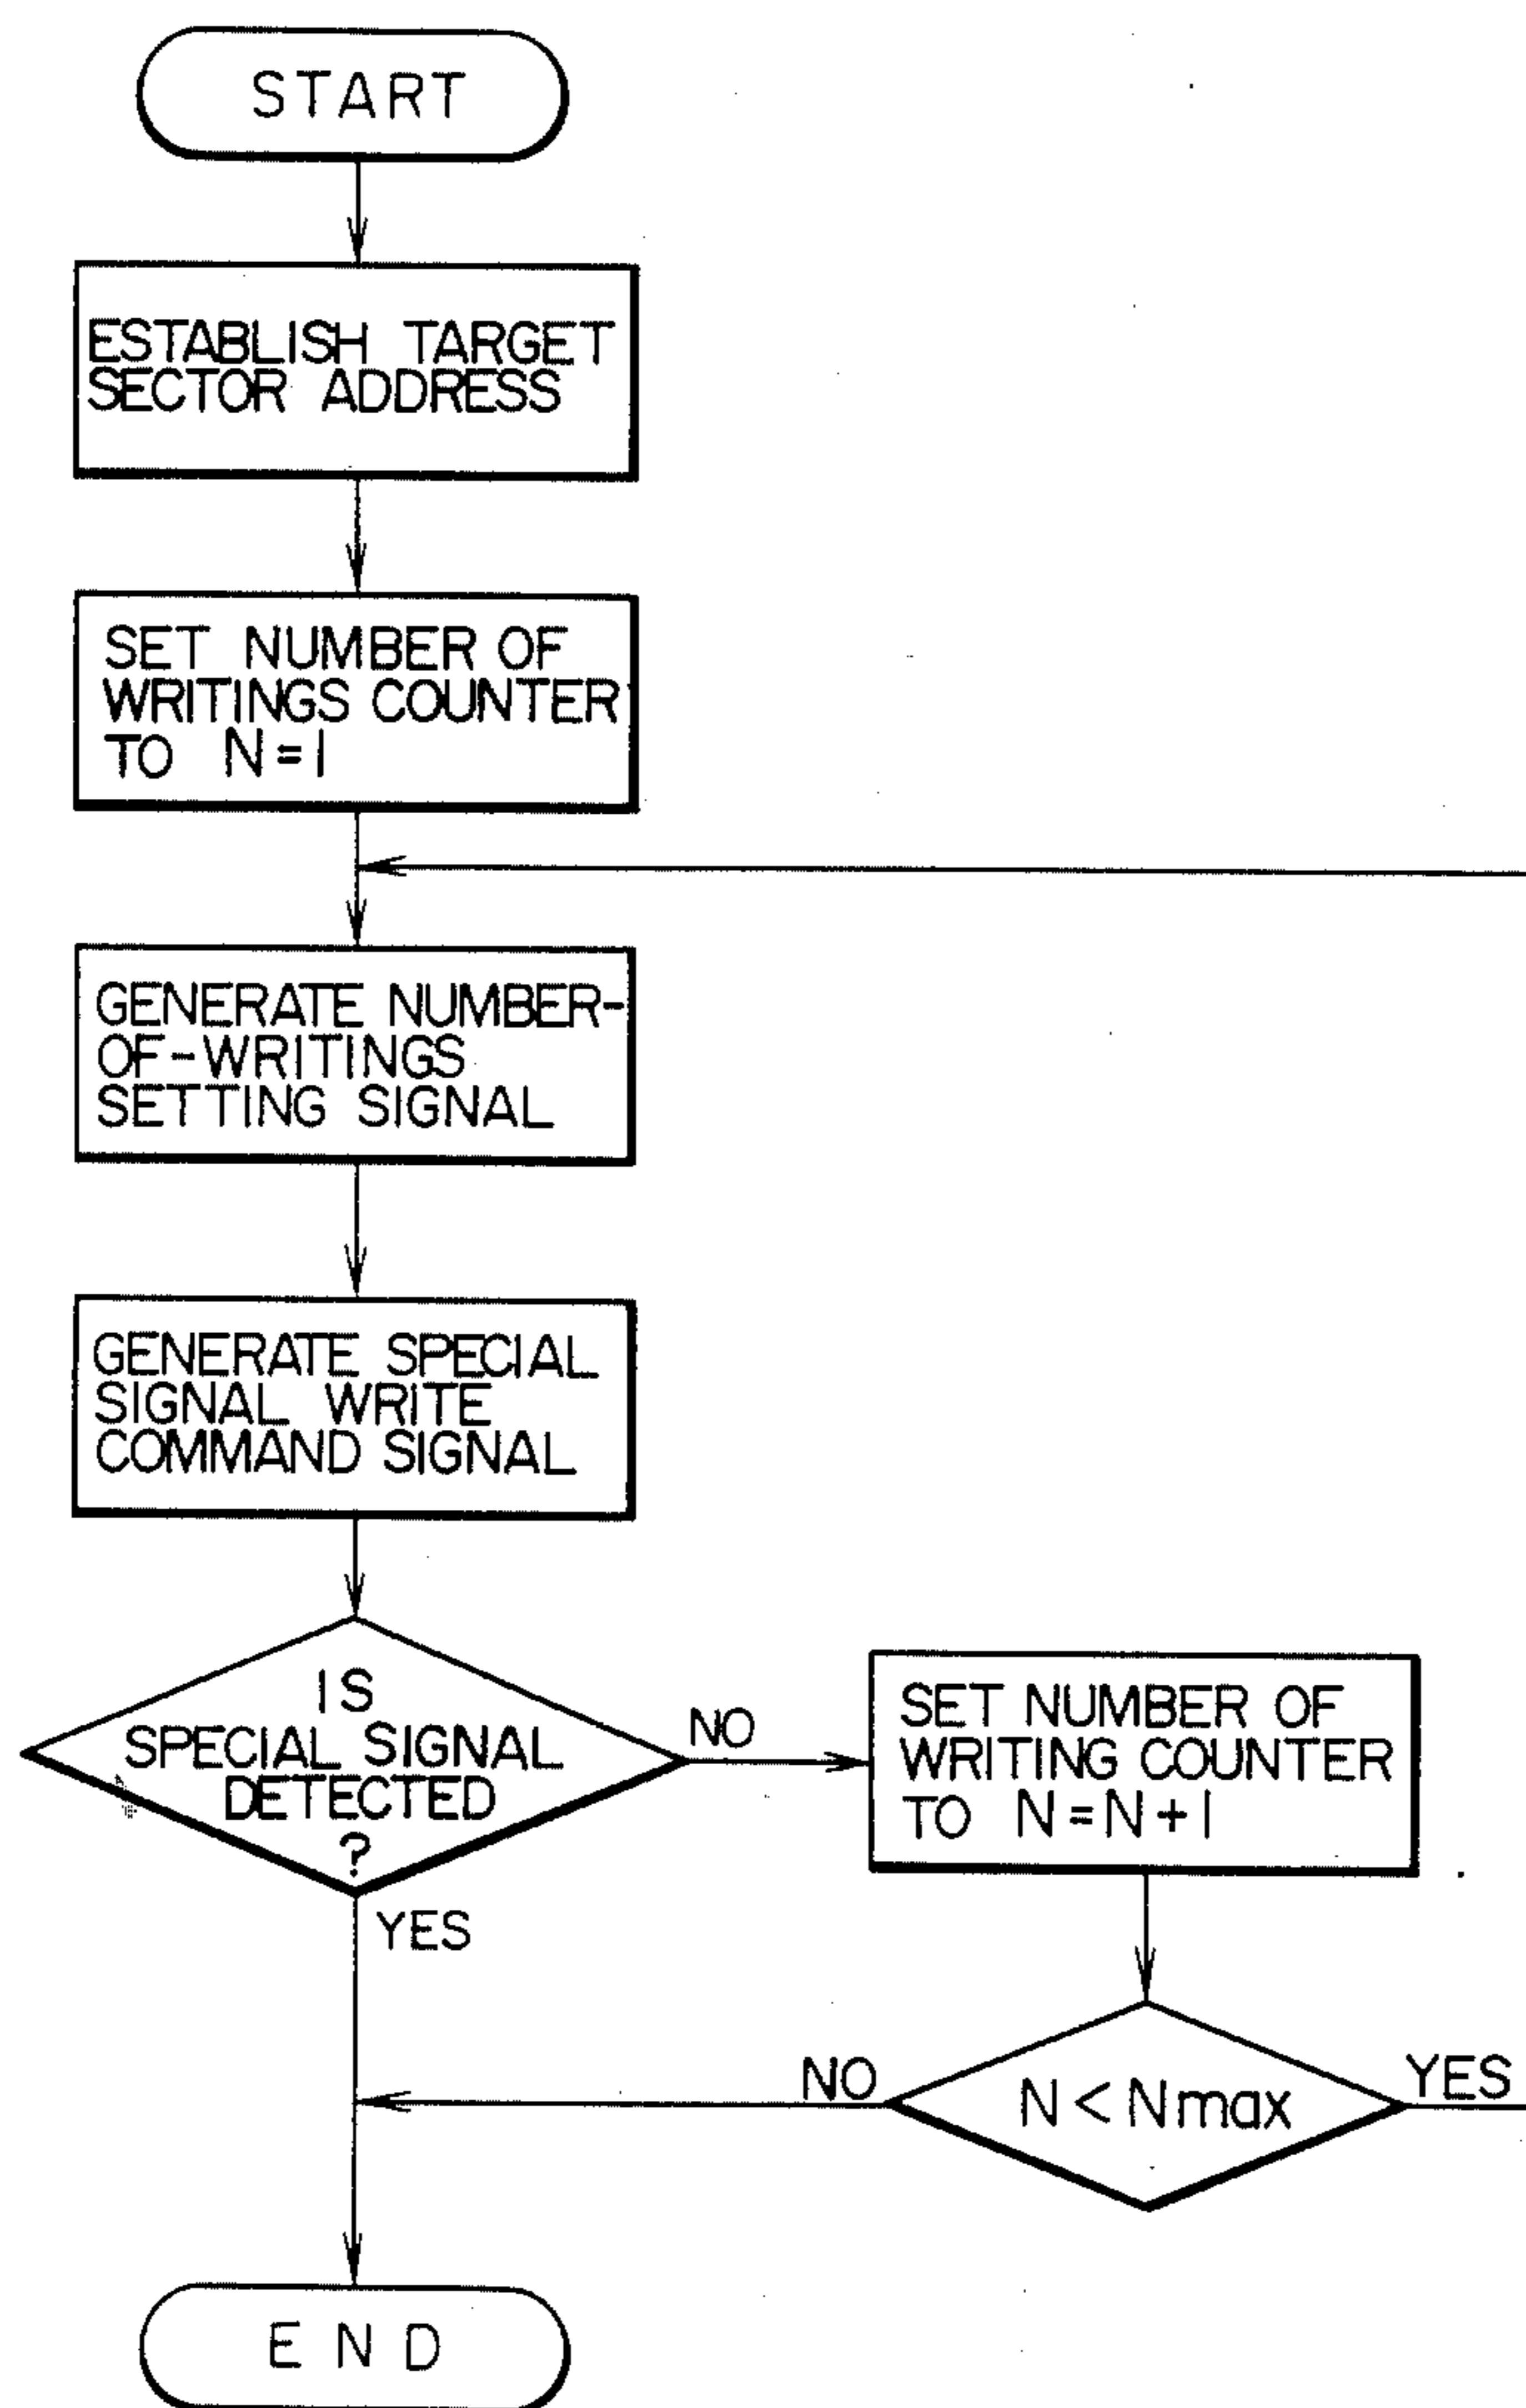 START
ESTABLISH TARGET
SECTOR ADDRESS
SET NUMBER OF
WRITINGS COUNTER
TO N=1
GENERATE NUMBER-
OF-WRITINGS
SETTING SIGNAL
GENERATE SPECIAL
SIGNAL WRITE
COMMAND SIGNAL
IS
SPECIAL SIGNAL
DETECTED
?
NO
YES
SET NUMBER OF
WRITING COUNTER
TO N=N+1
N<Nmax
NO
YES
END